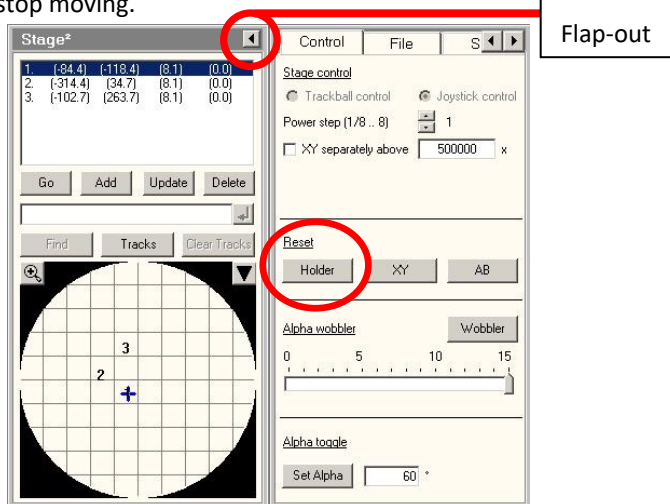 stop moving.
Flap-out
Stage²
1. (-84.4) (-118.4) (8.1) (0.0)
2. (-314.4) (34.7) (8.1) (0.0)
3. (-102.7) (263.7) (8.1) (0.0)
Go Add Update Delete
Find Tracks Clear Tracks
3
2
Control File S
Stage control
Trackball control Joystick control
Power step (1/8 .. 8) 1
XY separately above 500000 x
Reset
Holder XY AB
Alpha wobbler Wobbler
0 5 10 15
Alpha toggle
Set Alpha 60 °